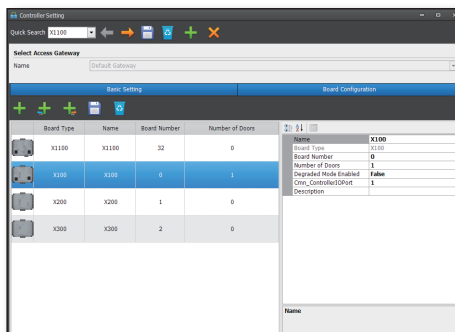 Controller Setting
Quick Search X1100
Select Access Gateway
Name Default Gateway
Basic Setting Board Configuration
Board Type Name Board Number Number of Doors
X1100 X1100 32 0
X100 X100 0 1
X200 X200 1 0
X300 X300 2 0
Name X100
Board Type X100
Board Number 0
Number of Doors 1
Degraded Mode Enabled False
Cmn_ControllerIOPort 1
Description
Name